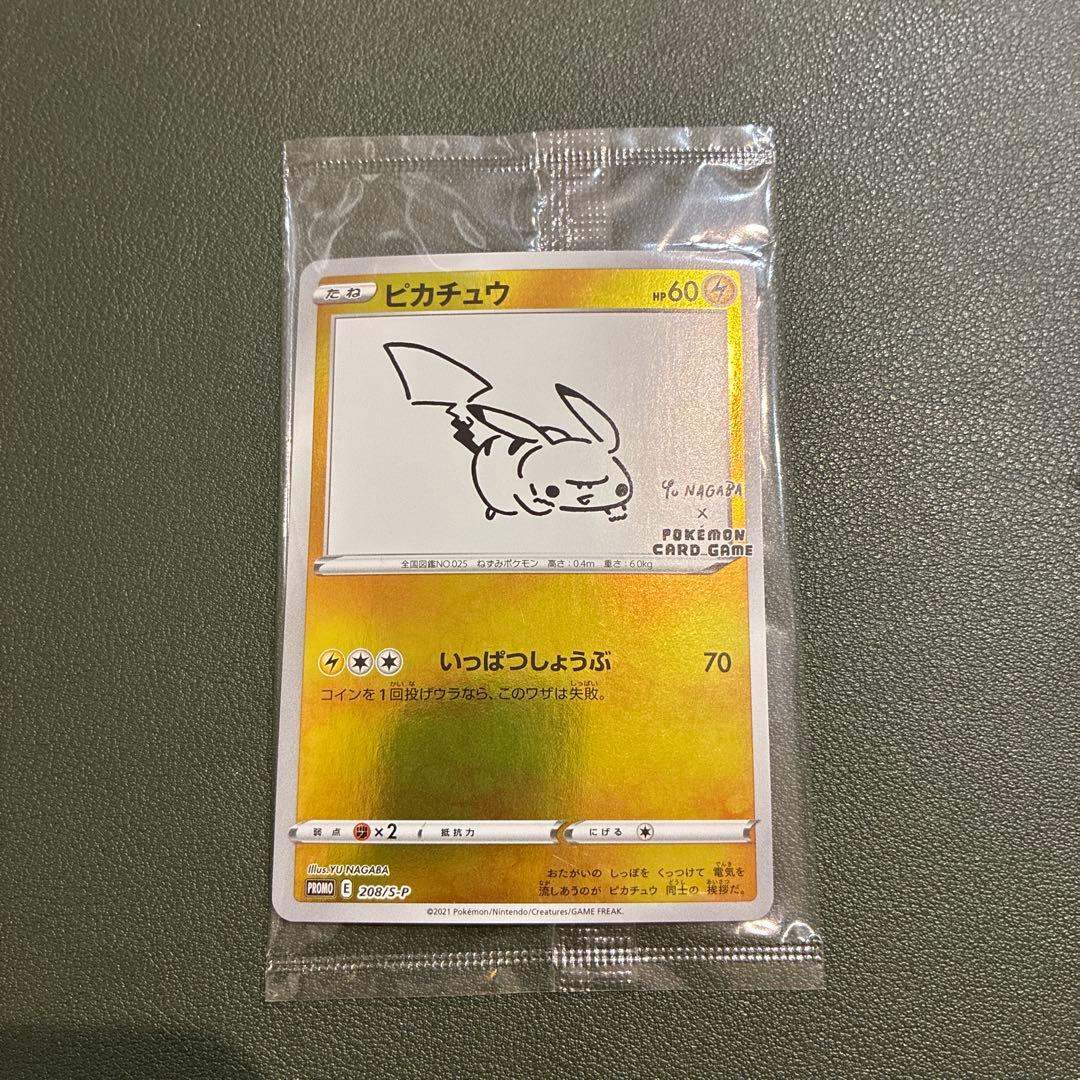 たね ピカチュウ HP60
YU NAGABA
×
POKÉMON
CARD GAME
全国図鑑NO.025 ねずみポケモン 高さ:0.4m 重さ:6.0kg
いっぱつしょうぶ 70
コインを1回投げウラなら、このワザは失敗。
弱点 ×2 抵抗力 にげる
Illus.YU NAGABA
PROMO E 208/S-P
おたがいの しっぽを くっつけて 電気を
流しあうのが ピカチュウ 同士の 挨拶だ。
©2021 Pokémon/Nintendo/Creatures/GAME FREAK.